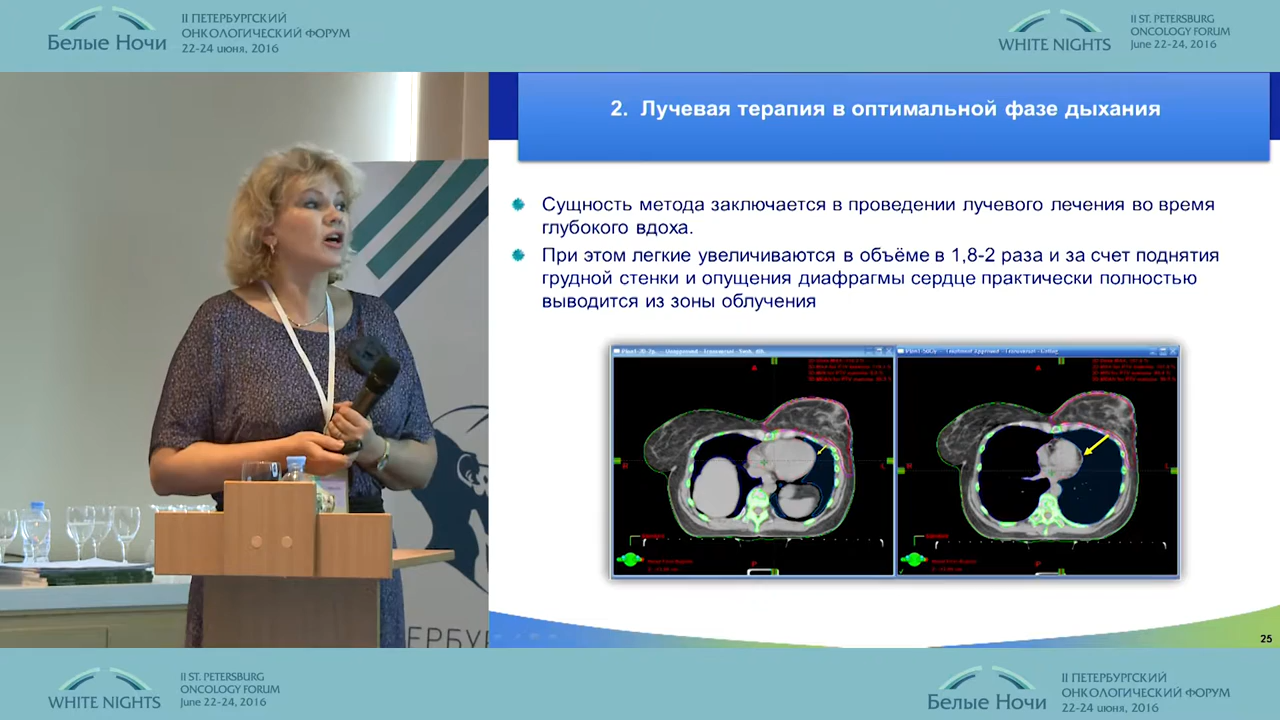 Белые Ночи
II ПЕТЕРБУРГСКИЙ
ОНКОЛОГИЧЕСКИЙ ФОРУМ
22-24 июня, 2016
WHITE NIGHTS
II ST. PETERSBURG
ONCOLOGY FORUM
June 22-24, 2016
2. Лучевая терапия в оптимальной фазе дыхания
Сущность метода заключается в проведении лучевого лечения во время
глубокого вдоха.
При этом легкие увеличиваются в объёме в 1,8-2 раза и за счет поднятия
грудной стенки и опущения диафрагмы сердце практически полностью
выводится из зоны облучения
25
WHITE NIGHTS
II ST. PETERSBURG
ONCOLOGY FORUM
June 22-24, 2016
Белые Ночи
II ПЕТЕРБУРГСКИЙ
ОНКОЛОГИЧЕСКИЙ ФОРУМ
22-24 июня, 2016